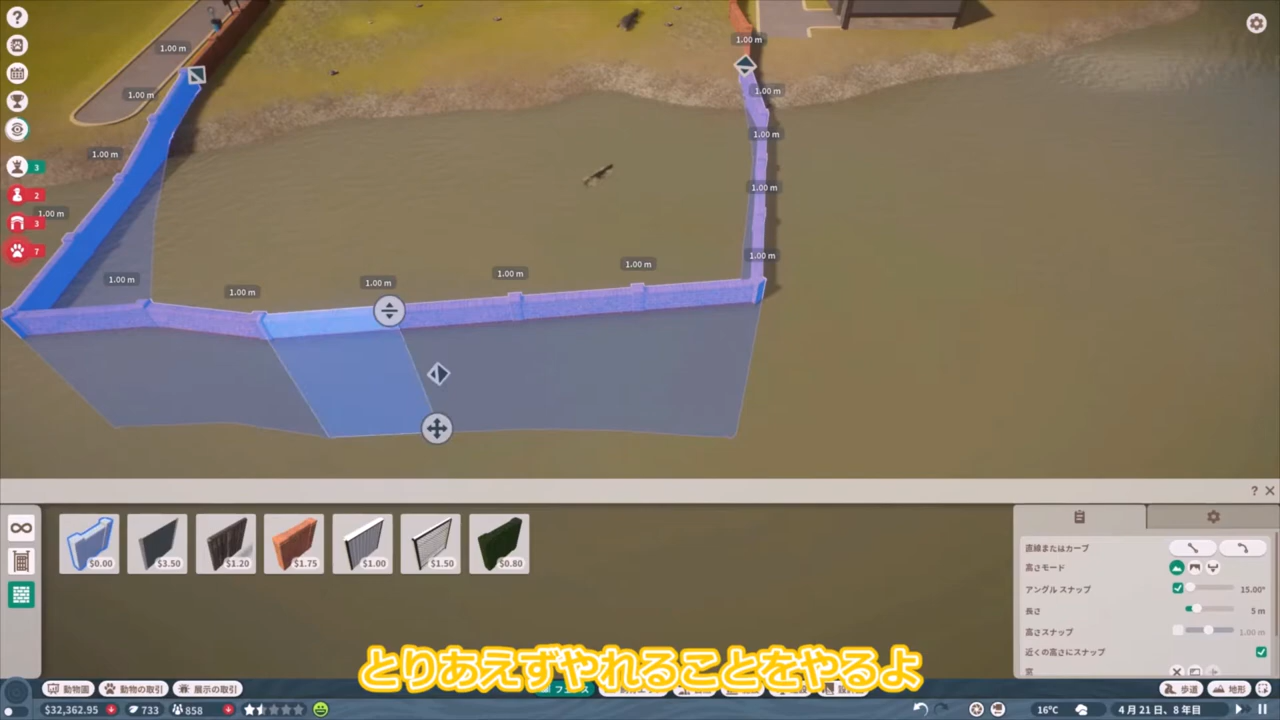 1.00 m
1.00 m
1.00 m
1.00 m
1.00 m
1.00 m
1.00 m
3
2
1.00 m
3
1.00 m
7
1.00 m
1.00 m
1.00 m
1.00 m
1.00 m
1.00 m
?
?
$0.00
$3.50
$1.20
$1.75
$1.00
$1.50
$0.80
直線またはカーブ
高さモード
アングル スナップ
15.00°
長さ
5 m
高さスナップ
1.00 m
近くの高さにスナップ
窓
とりあえずやれることをやるよ
動物園
動物の取引
展示の取引
歩道
地形
$32,362.95
733
858
16°C
4 月 21 日、8 年目